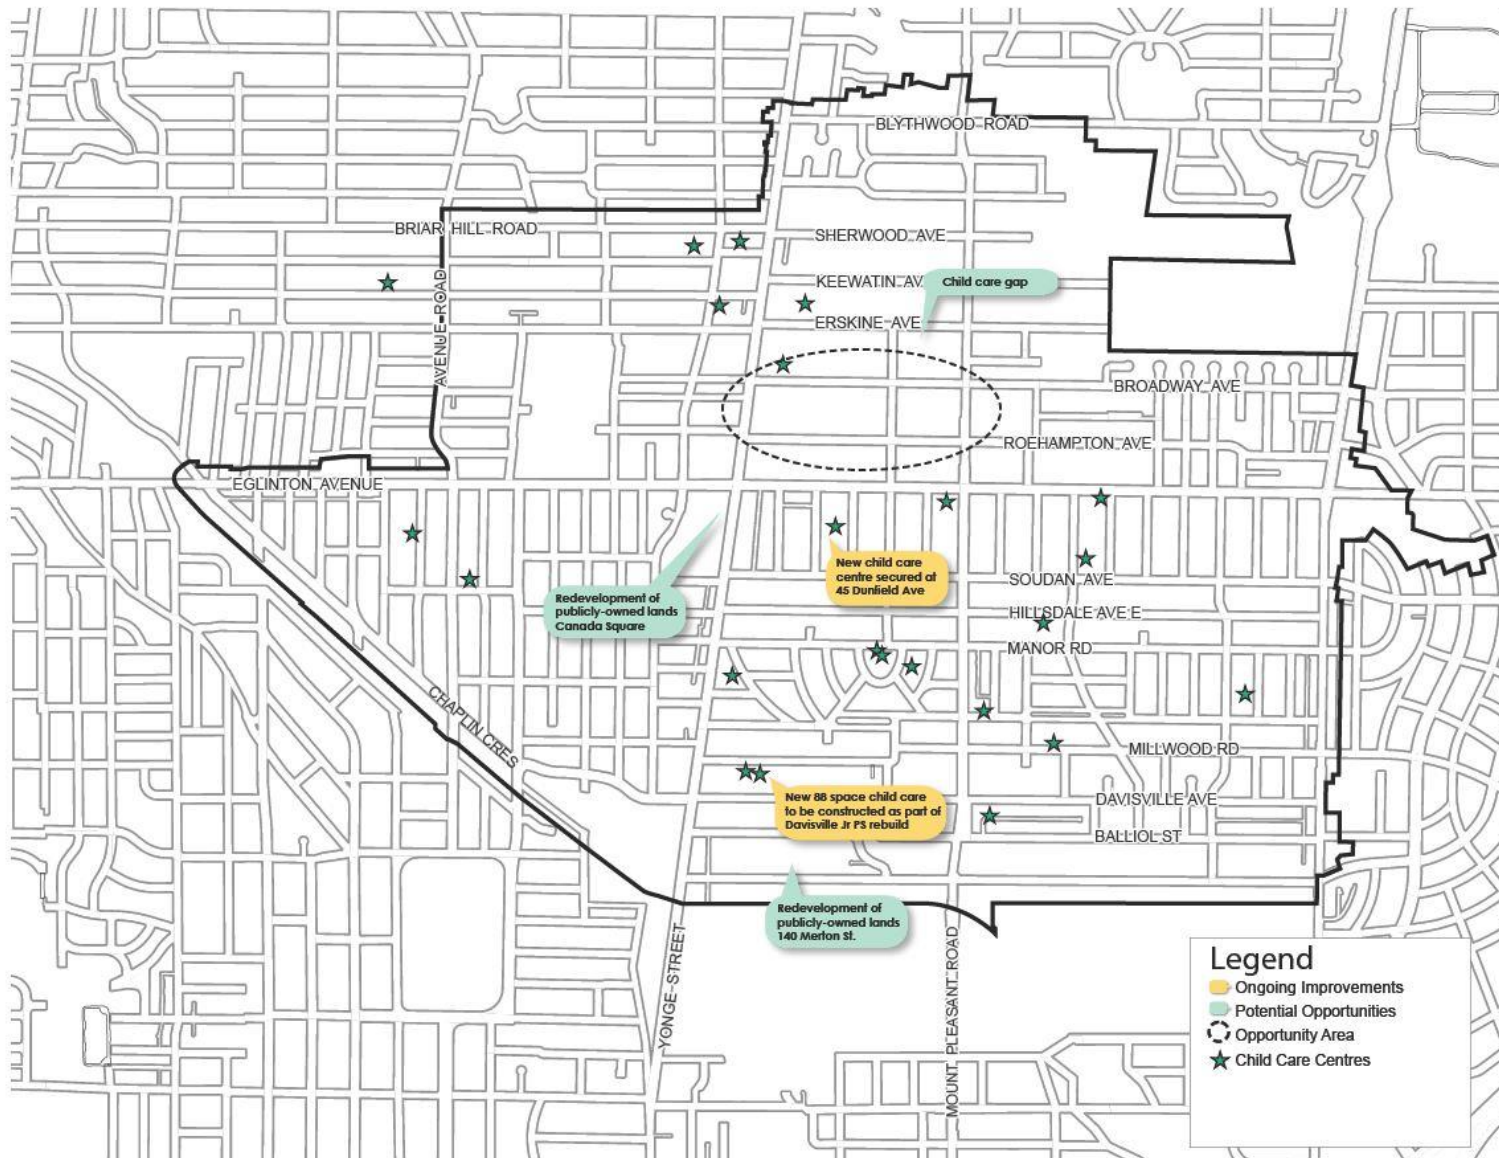 BLYTHWOOD ROAD
BRIAR HILL ROAD
SHERWOOD AVE
KEEWATIN AV
Child care gap
ERSKINE AVE
AVENUE ROAD
BROADWAY AVE
ROEHAMPTON AVE
EGLINTON AVENUE
New child care
centre secured at
45 Dunfield Ave
SOUDAN AVE
Redevelopment of
publicly-owned lands
Canada Square
HILLSDALE AVE E
MANOR RD
CHAPLIN CRES
MILLWOOD RD
New 88 space child care
to be constructed as part of
Davisville Jr PS rebuild
DAVISVILLE AVE
BALLIOL ST
Redevelopment of
publicly-owned lands
140 Merton St.
YONGE STREET
MOUNT PLEASANT ROAD
Legend
Ongoing Improvements
Potential Opportunities
Opportunity Area
Child Care Centres